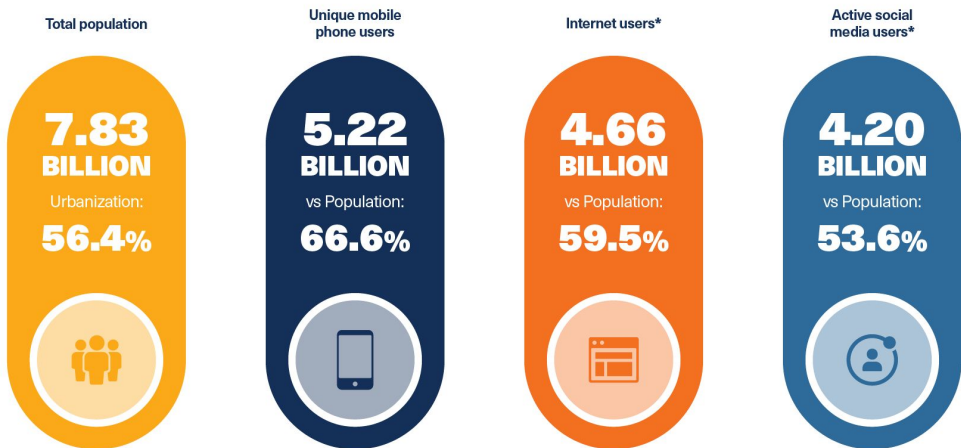 Total population
7.83
BILLION
Urbanization:
56.4%
Unique mobile
phone users
5.22
BILLION
vs Population:
66.6%
Internet users*
4.66
BILLION
vs Population:
59.5%
Active social
media users*
4.20
BILLION
vs Population:
53.6%